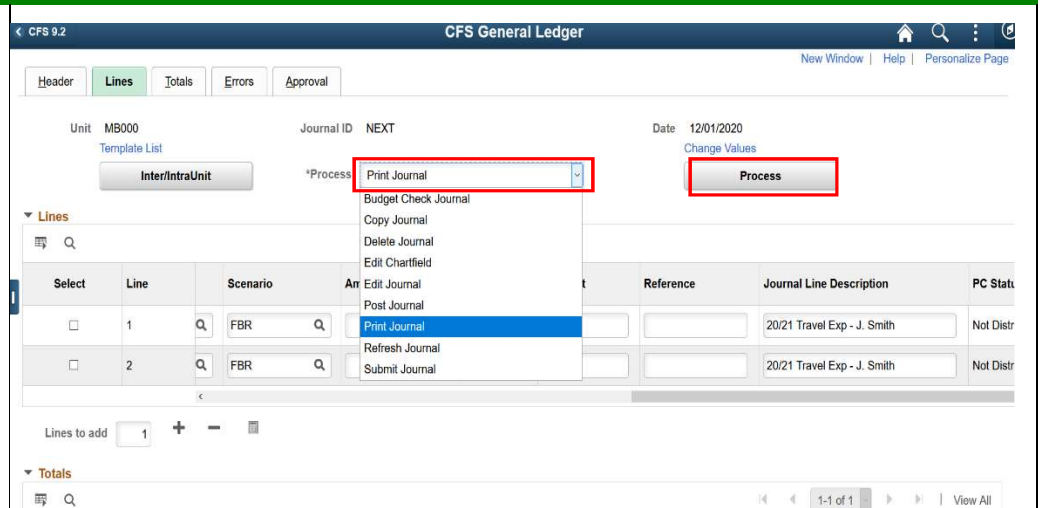 CFS 9.2
CFS General Ledger
New Window | Help | Personalize Page
Header Lines Totals Errors Approval
Unit MB000 Journal ID NEXT Date 12/01/2020
Template List Change Values
Inter/IntraUnit *Process Print Journal Process
Budget Check Journal
Copy Journal
Delete Journal
Edit Chartfield
Edit Journal
Post Journal
Print Journal
Refresh Journal
Submit Journal
Lines
Select Line Scenario Reference Journal Line Description PC Statu
1 FBR 20/21 Travel Exp - J. Smith Not Distr
2 FBR 20/21 Travel Exp - J. Smith Not Distr
Lines to add 1
Totals
1-1 of 1 | View All